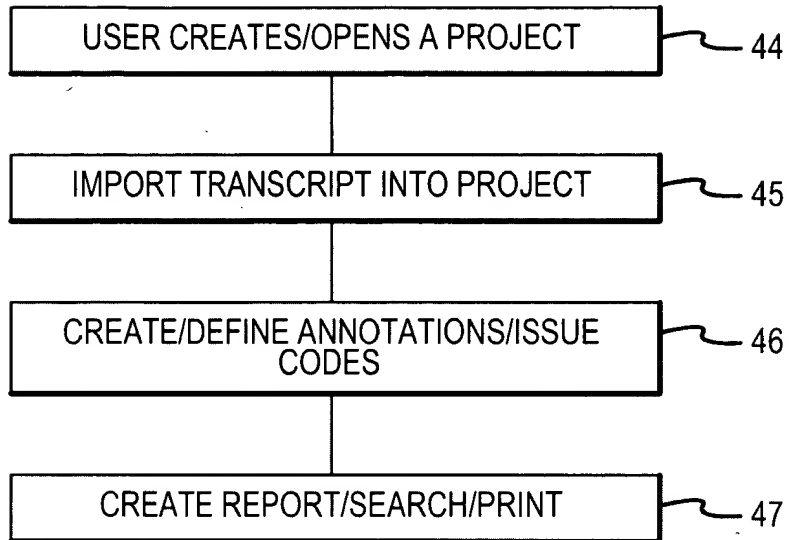 USER CREATES/OPENS A PROJECT
44
IMPORT TRANSCRIPT INTO PROJECT
45
CREATE/DEFINE ANNOTATIONS/ISSUE
CODES
46
CREATE REPORT/SEARCH/PRINT
47